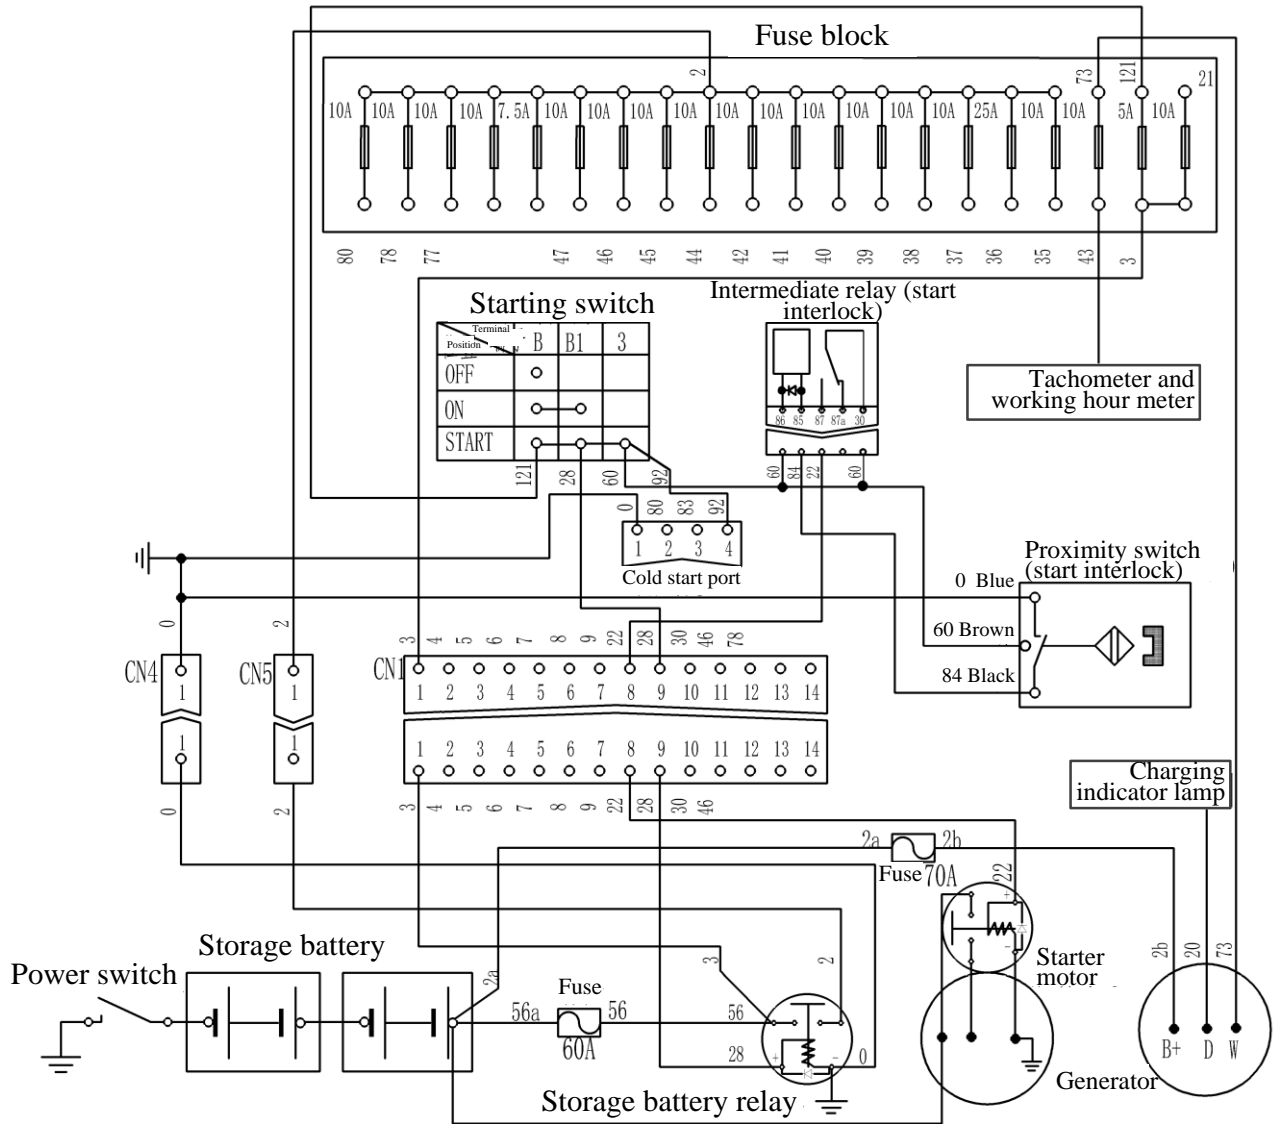 Fuse block
2
73
121
21
10A 10A 10A 10A 7.5A 10A 10A 10A 10A 10A 10A 10A 10A 10A 25A 10A 10A 5A 10A
80 78 77 47 46 45 44 42 41 40 39 38 37 36 35 43 3
Starting switch
Terminal
Position
B B1 3
OFF
ON
START
121 28 60 92
Intermediate relay (start
interlock)
86 85 87 87a 30
60 84 22 60
Tachometer and
working hour meter
0 80 83 92
1 2 3 4
Cold start port
Proximity switch
(start interlock)
0 Blue
60 Brown
84 Black
0
2
3 4 5 6 7 8 9 22 28 30 46 78
CN4
1
1
0
CN5
1
1
2
CN1
1 2 3 4 5 6 7 8 9 10 11 12 13 14
1 2 3 4 5 6 7 8 9 10 11 12 13 14
3 4 5 6 7 8 9 22 28 30 46
Charging
indicator lamp
2a
2b
Fuse 70A
22
Storage battery
Power switch
2a
56a
Fuse
60A
56
56
3
2
28
0
+ -
Storage battery relay
+
-
Starter
motor
2b 20 73
B+ D W
Generator